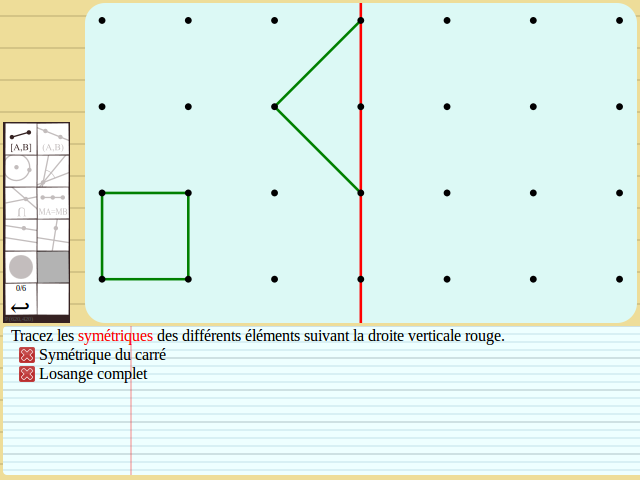 [A,B] (A,B)
⋂ MA=MB
0/6
Tracez les symétriques des différents éléments suivant la droite verticale rouge.
Symétrique du carré
Losange complet